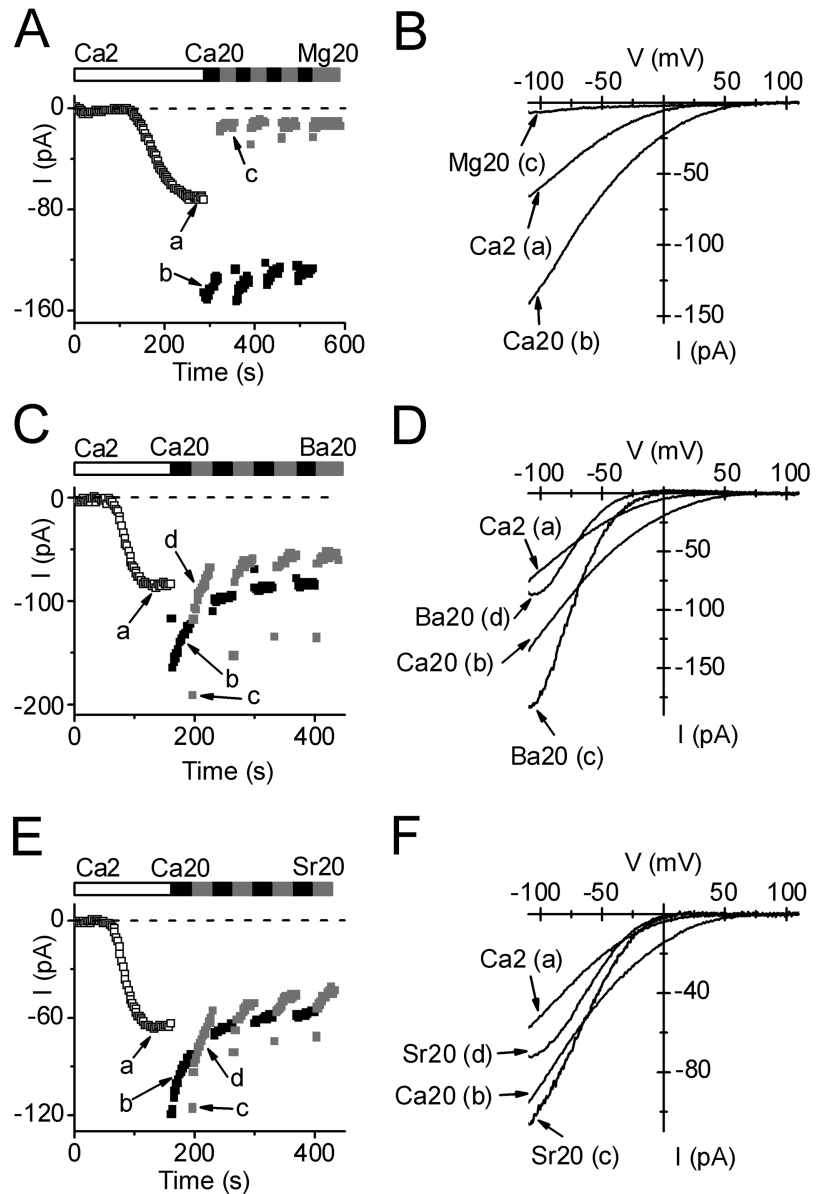 A
Ca2 Ca20 Mg20
0
-80
-160
I (pA)
a
b
c
0 200 400 600
Time (s)
B
V (mV)
-100 -50 50 100
Mg20 (c)
Ca2 (a)
Ca20 (b)
-50
-100
-150
I (pA)
C
Ca2 Ca20 Ba20
0
-100
-200
I (pA)
d
a
b
c
0 200 400
Time (s)
D
V (mV)
-100 -50 50 100
Ca2 (a)
Ba20 (d)
Ca20 (b)
Ba20 (c)
-50
-100
-150
I (pA)
E
Ca2 Ca20 Sr20
0
-60
-120
I (pA)
a
b
d
c
0 200 400
Time (s)
F
V (mV)
-100 -50 50 100
Ca2 (a)
Sr20 (d)
Ca20 (b)
Sr20 (c)
-40
-80
I (pA)